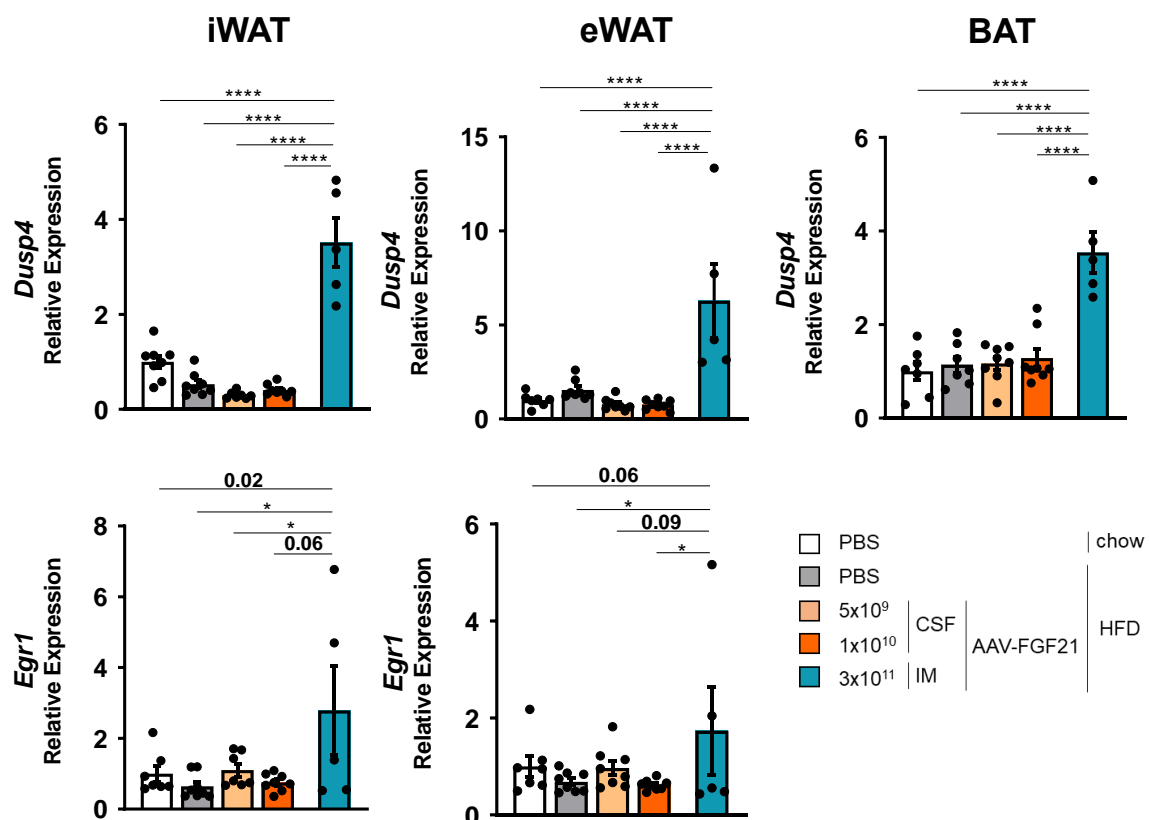 iWAT
eWAT
BAT
****
****
****
****
6
4
2
0
Dusp4
Relative Expression
****
****
****
****
15
10
5
0
Dusp4
Relative Expression
****
****
****
****
6
4
2
0
Dusp4
Relative Expression
0.02
*
*
0.06
8
6
4
2
0
Egr1
Relative Expression
0.06
*
0.09
*
6
4
2
0
Egr1
Relative Expression
PBS
chow
PBS
5x10⁹
CSF
1x10¹⁰
AAV-FGF21
HFD
3x10¹¹
IM